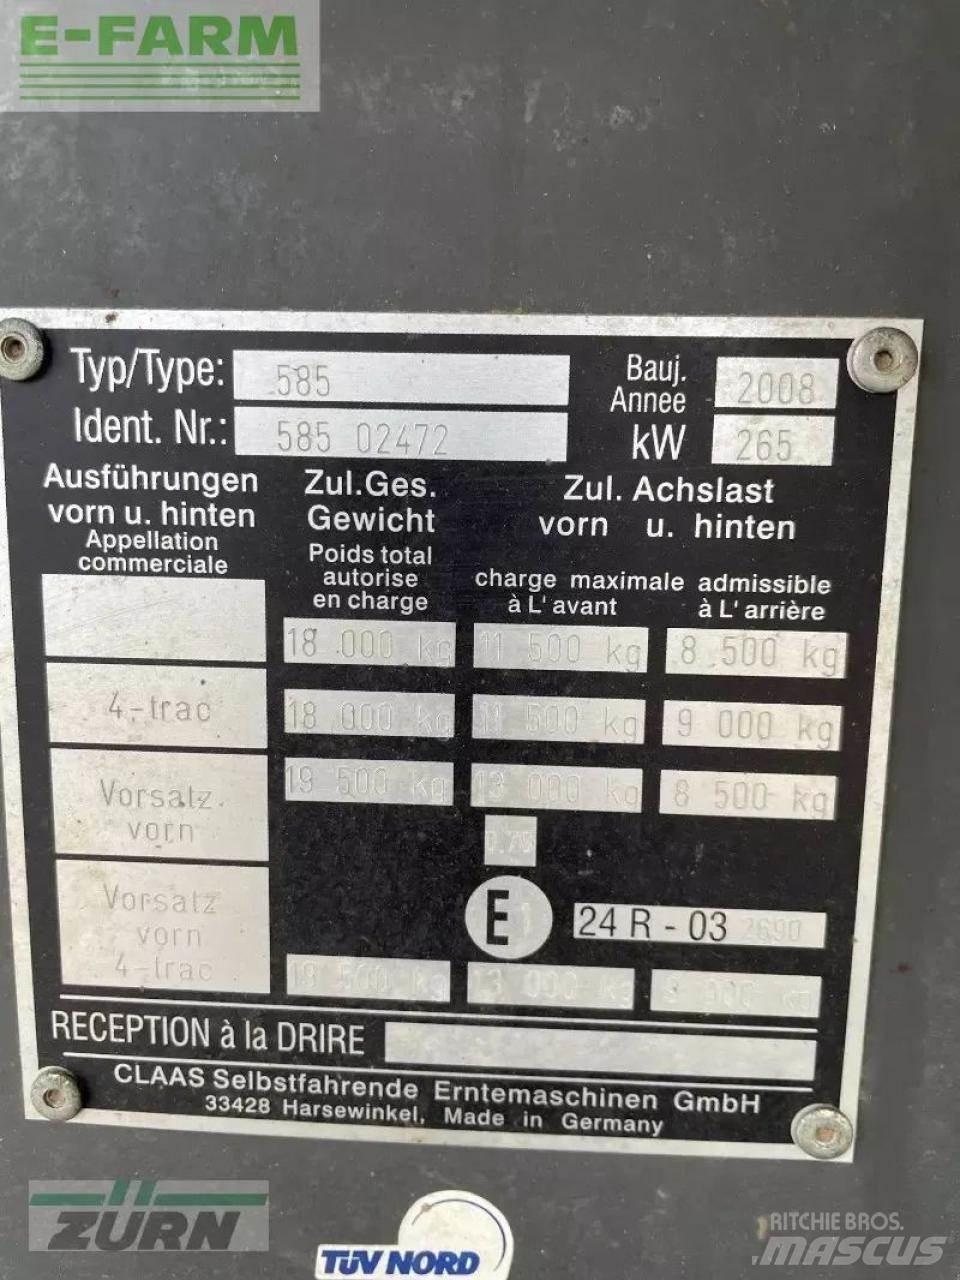 E-FARM
Typ/Type: 585
Bauj. Annee 2008
Ident. Nr.: 585 02472
kW 265
Ausführungen vorn u. hinten
Appellation commerciale
Zul.Ges. Gewicht
Poids total autorise en charge
Zul. Achslast
vorn u. hinten
charge maximale admissible
à L'avant à L'arrière
18 000 kg 11 500 kg 8 500 kg
4-trac 18 000 kg 11 500 kg 9 000 kg
Vorsatz vorn 19 500 kg 13 000 kg 8 500 kg
0.75
E1 24 R - 03 2690
Vorsatz vorn 4-trac 19 500 kg 13 000 kg 9 000 kg
RECEPTION à la DRIRE
CLAAS Selbstfahrende Erntemaschinen GmbH
33428 Harsewinkel, Made in Germany
ZÜRN
TÜV NORD
RITCHIE BROS.
MASCUS